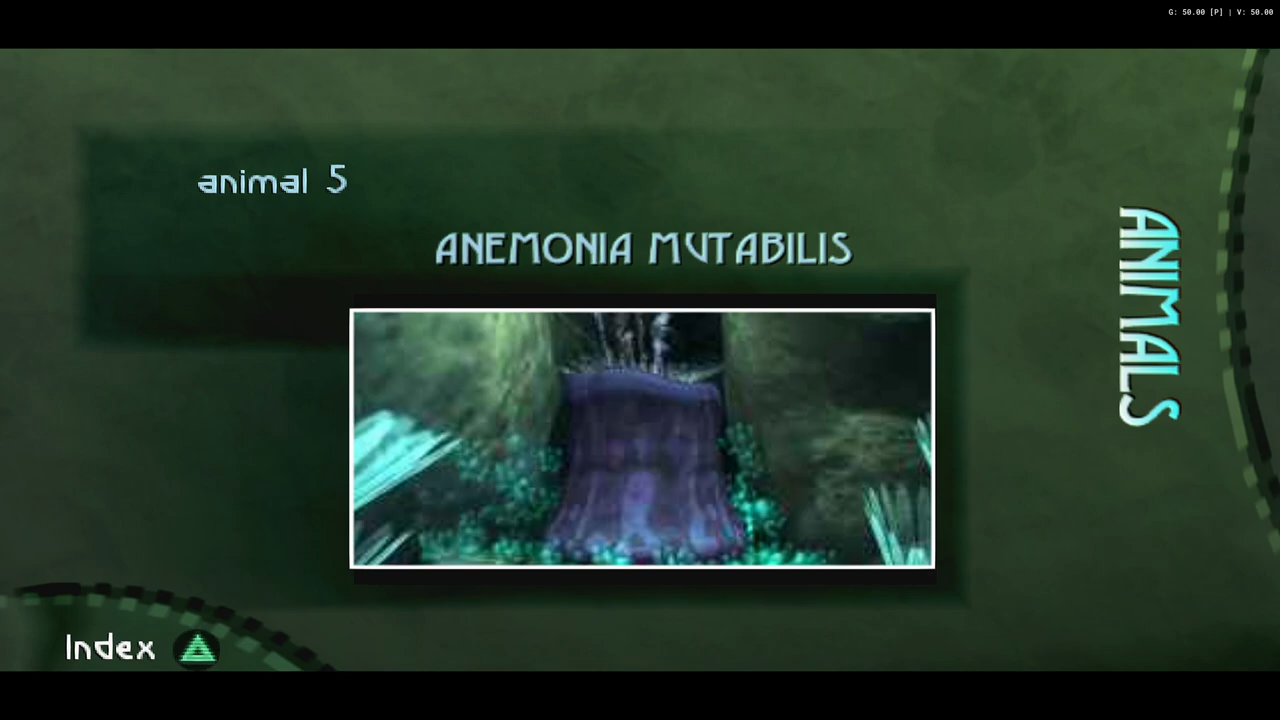 G: 50.00 [P] | V: 50.00
animal 5
ANEMONIA MUTABILIS
ANIMALS
Index